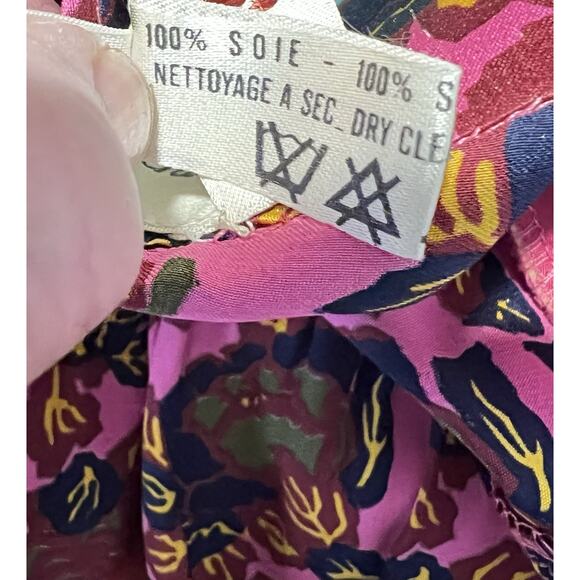 100% SOIE - 100% S
NETTOYAGE A SEC_DRY CLE